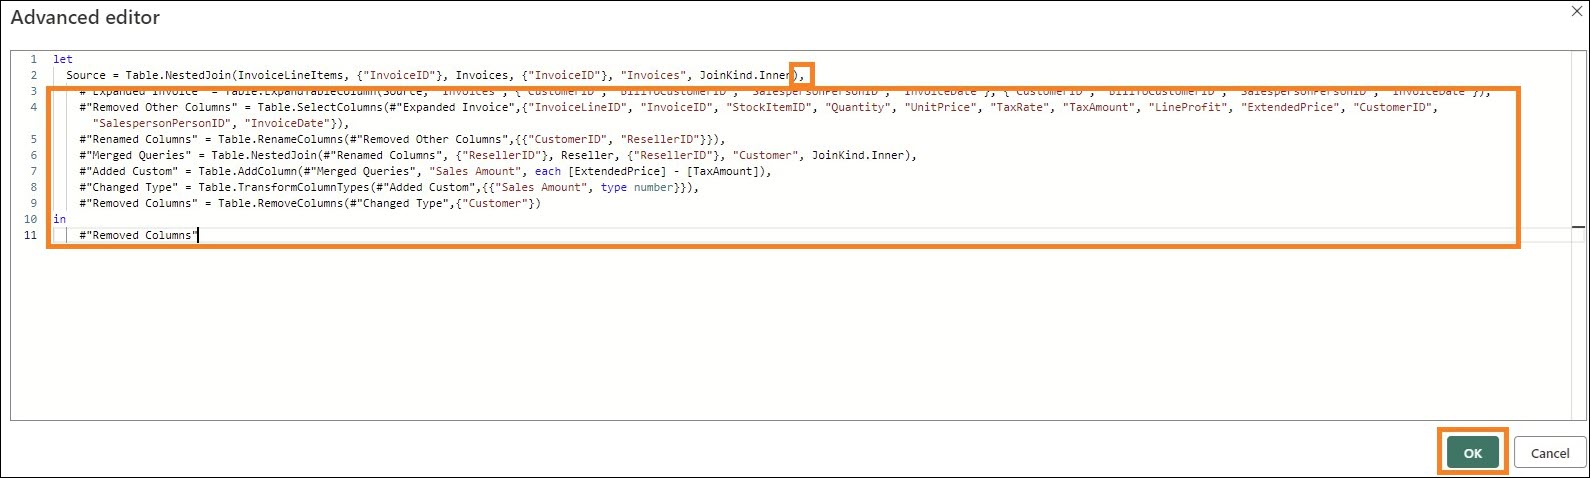 Advanced editor
1 let
2 Source = Table.NestedJoin(InvoiceLineItems, {"InvoiceID"}, Invoices, {"InvoiceID"}, "Invoices", JoinKind.Inner),
3 #"Expanded Invoice" = Table.ExpandTableColumn(Source, "Invoices", {"CustomerID", "BillToCustomerID", "SalespersonPersonID", "InvoiceDate"}, {"CustomerID", "BillToCustomerID", "SalespersonPersonID", "InvoiceDate"}),
4 #"Removed Other Columns" = Table.SelectColumns(#"Expanded Invoice",{"InvoiceLineID", "InvoiceID", "StockItemID", "Quantity", "UnitPrice", "TaxRate", "TaxAmount", "LineProfit", "ExtendedPrice", "CustomerID",
"SalespersonPersonID", "InvoiceDate"}),
5 #"Renamed Columns" = Table.RenameColumns(#"Removed Other Columns",{{"CustomerID", "ResellerID"}}),
6 #"Merged Queries" = Table.NestedJoin(#"Renamed Columns", {"ResellerID"}, Reseller, {"ResellerID"}, "Customer", JoinKind.Inner),
7 #"Added Custom" = Table.AddColumn(#"Merged Queries", "Sales Amount", each [ExtendedPrice] - [TaxAmount]),
8 #"Changed Type" = Table.TransformColumnTypes(#"Added Custom",{{"Sales Amount", type number}}),
9 #"Removed Columns" = Table.RemoveColumns(#"Changed Type",{"Customer"})
10 in
11 #"Removed Columns"
OK Cancel